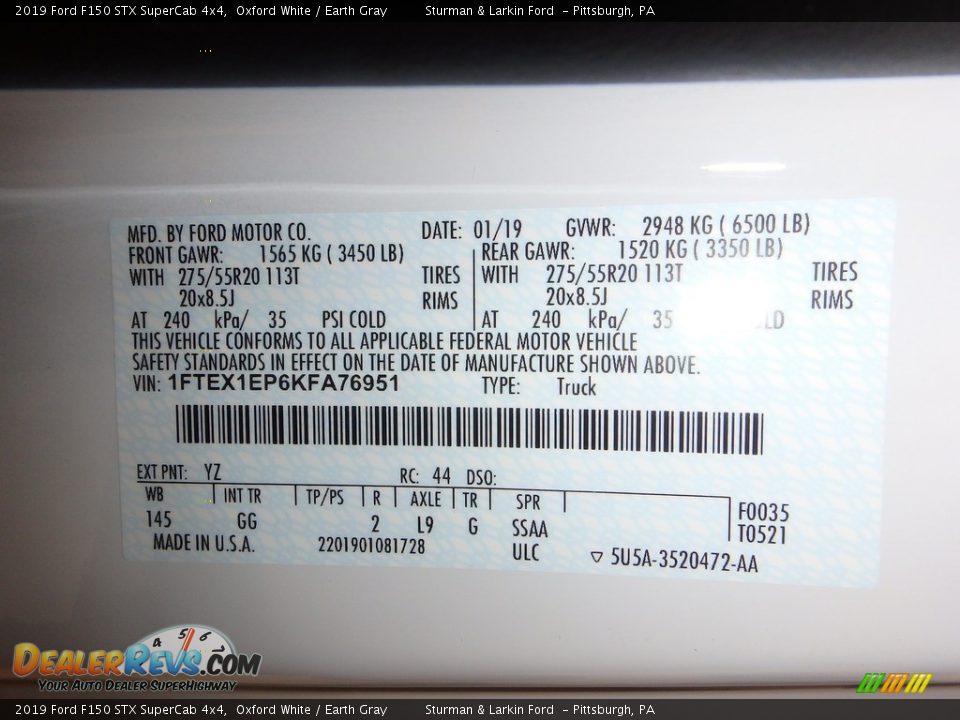 2019 Ford F150 STX SuperCab 4x4, Oxford White / Earth Gray Sturman & Larkin Ford - Pittsburgh, PA
MFD. BY FORD MOTOR CO. DATE: 01/19 GVWR: 2948 KG ( 6500 LB)
FRONT GAWR: 1565 KG ( 3450 LB) REAR GAWR: 1520 KG ( 3350 LB)
WITH 275/55R20 113T TIRES WITH 275/55R20 113T TIRES
20x8.5J RIMS 20x8.5J RIMS
AT 240 kPa/ 35 PSI COLD AT 240 kPa/ 35
THIS VEHICLE CONFORMS TO ALL APPLICABLE FEDERAL MOTOR VEHICLE
SAFETY STANDARDS IN EFFECT ON THE DATE OF MANUFACTURE SHOWN ABOVE.
VIN: 1FTEX1EP6KFA76951 TYPE: Truck
EXT PNT: YZ RC: 44 DSO:
WB INT TR TP/PS R AXLE TR SPR F0035
145 GG 2 L9 G SSAA T0521
MADE IN U.S.A. 2201901081728 ULC ▽ 5U5A-3520472-AA
4 5 6
DEALERREVS.COM
YOUR AUTO DEALER SUPERHIGHWAY
2019 Ford F150 STX SuperCab 4x4, Oxford White / Earth Gray Sturman & Larkin Ford - Pittsburgh, PA